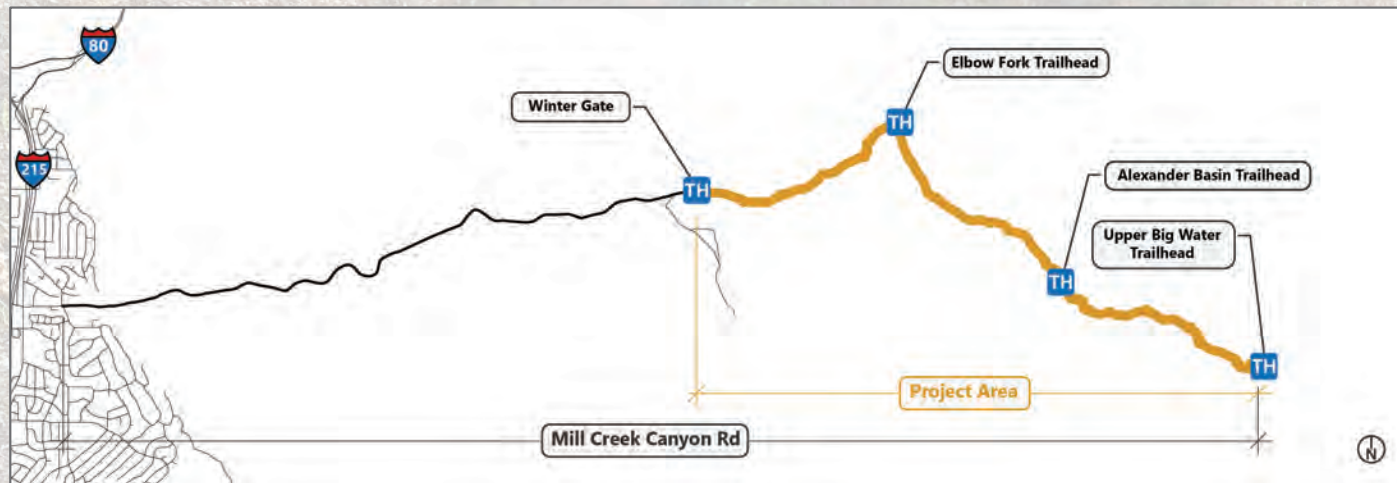 80
Elbow Fork Trailhead
Winter Gate
TH
215
TH
Alexander Basin Trailhead
Upper Big Water
Trailhead
TH
TH
Project Area
Mill Creek Canyon Rd
N